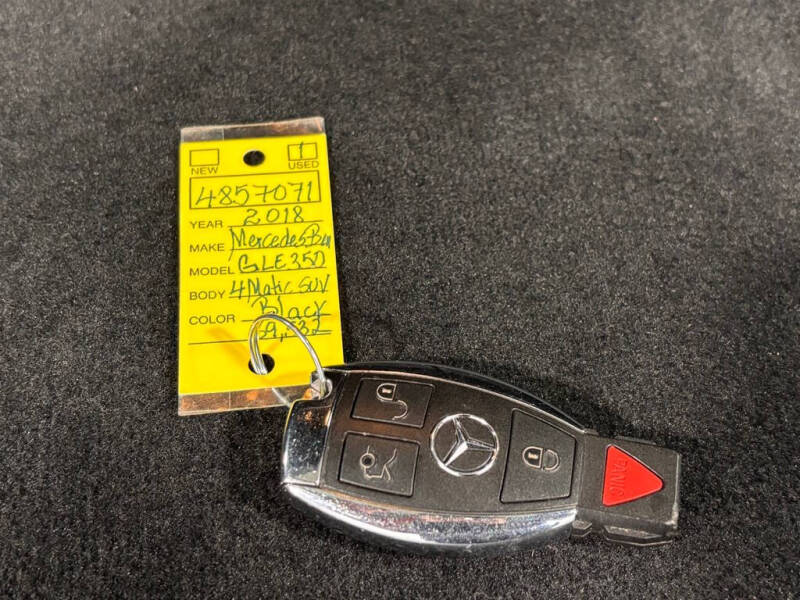 NEW USED
4857071
YEAR 2018
MAKE Mercedes Ben
MODEL GLE350
BODY 4Matic SUV
COLOR Black
PANIC